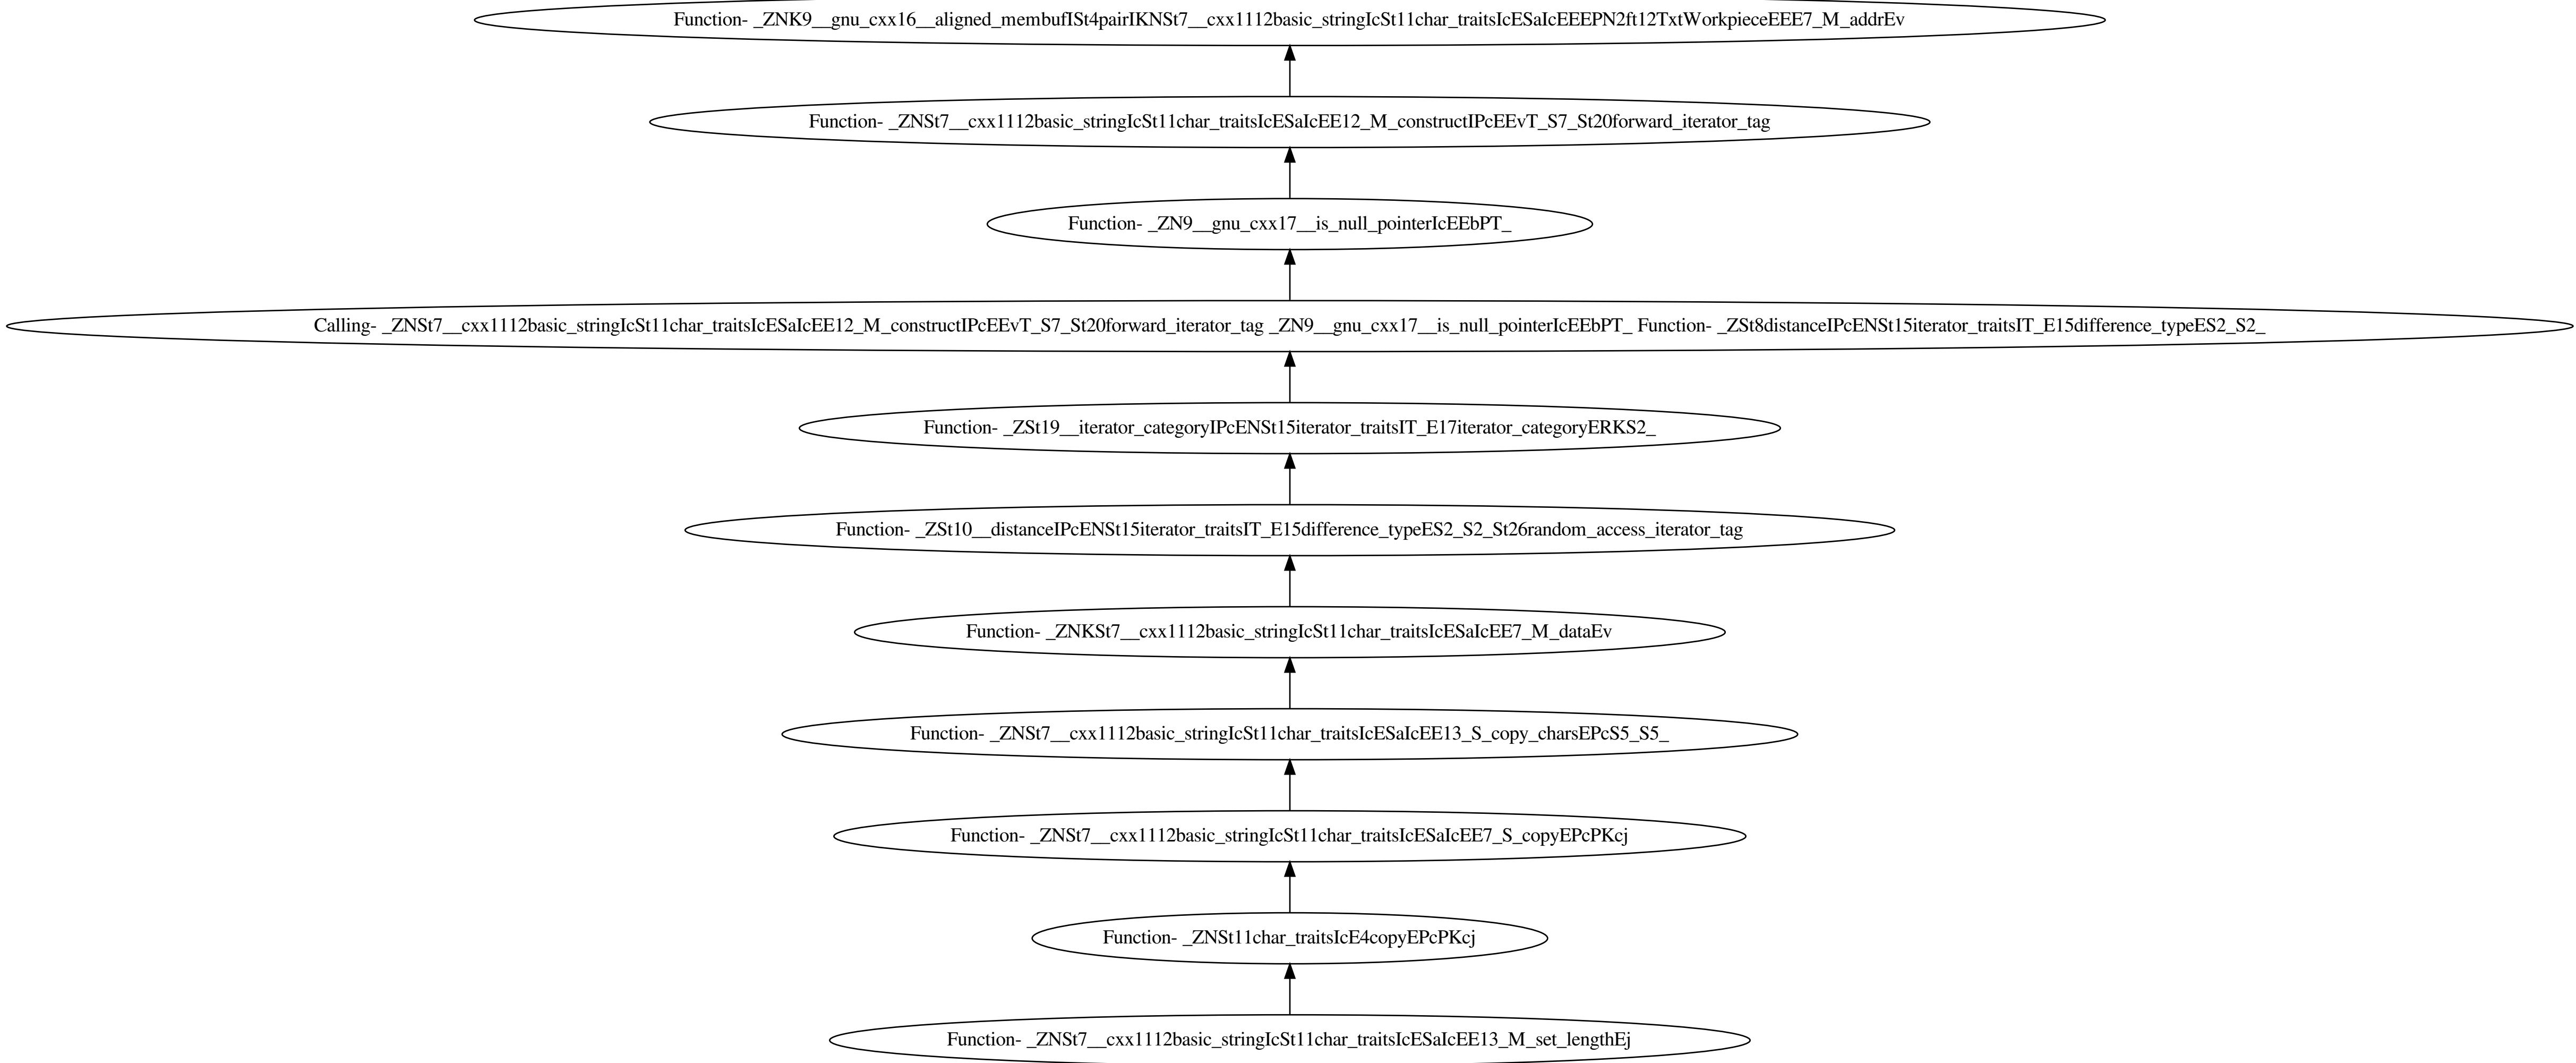 Function- _ZNK9__gnu_cxx16__aligned_membufISt4pairIKNSt7__cxx1112basic_stringIcSt11char_traitsIcESaIcEEEPN2ft12TxtWorkpieceEEE7_M_addrEv
Function- _ZNSt7__cxx1112basic_stringIcSt11char_traitsIcESaIcEE12_M_constructIPcEEvT_S7_St20forward_iterator_tag
Function- _ZN9__gnu_cxx17__is_null_pointerIcEEbPT_
Calling- _ZNSt7__cxx1112basic_stringIcSt11char_traitsIcESaIcEE12_M_constructIPcEEvT_S7_St20forward_iterator_tag _ZN9__gnu_cxx17__is_null_pointerIcEEbPT_ Function- _ZSt8distanceIPcENSt15iterator_traitsIT_E15difference_typeES2_S2_
Function- _ZSt19__iterator_categoryIPcENSt15iterator_traitsIT_E17iterator_categoryERKS2_
Function- _ZSt10__distanceIPcENSt15iterator_traitsIT_E15difference_typeES2_S2_St26random_access_iterator_tag
Function- _ZNKSt7__cxx1112basic_stringIcSt11char_traitsIcESaIcEE7_M_dataEv
Function- _ZNSt7__cxx1112basic_stringIcSt11char_traitsIcESaIcEE13_S_copy_charsEPcS5_S5_
Function- _ZNSt7__cxx1112basic_stringIcSt11char_traitsIcESaIcEE7_S_copyEPcPKcj
Function- _ZNSt11char_traitsIcE4copyEPcPKcj
Function- _ZNSt7__cxx1112basic_stringIcSt11char_traitsIcESaIcEE13_M_set_lengthEj